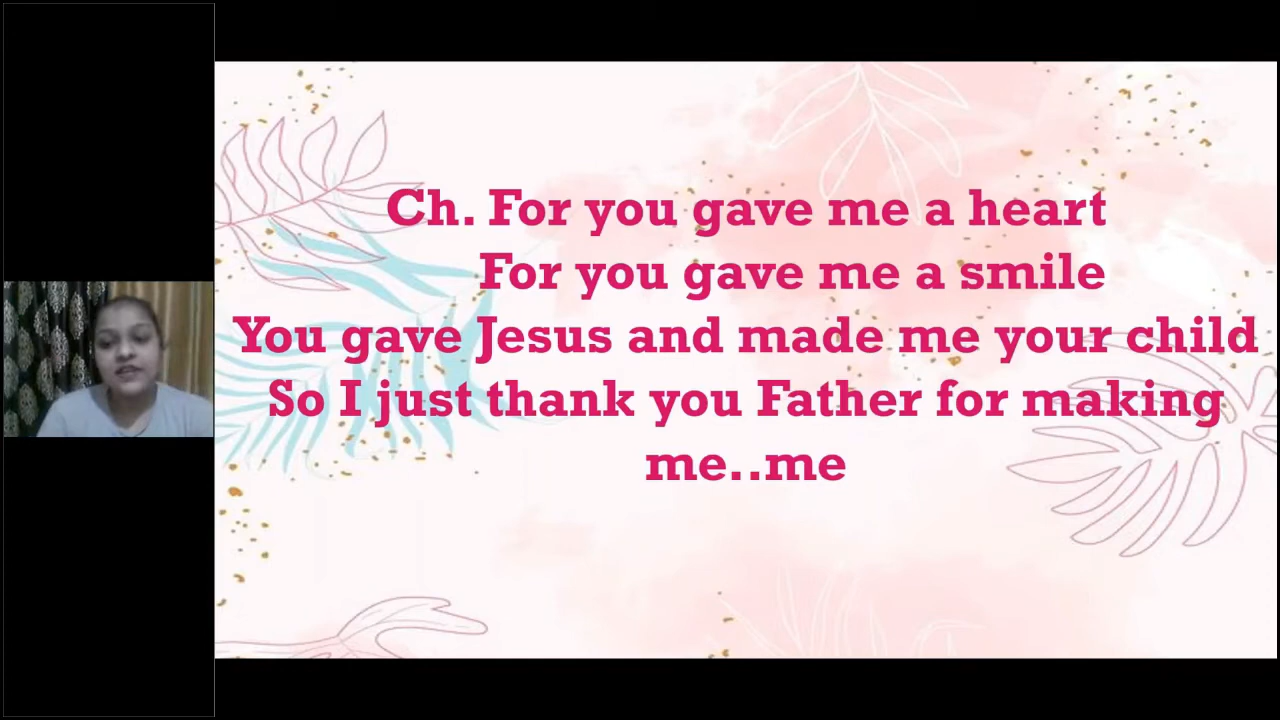 Ch. For you gave me a heart
For you gave me a smile
You gave Jesus and made me your child
So I just thank you Father for making
me..me